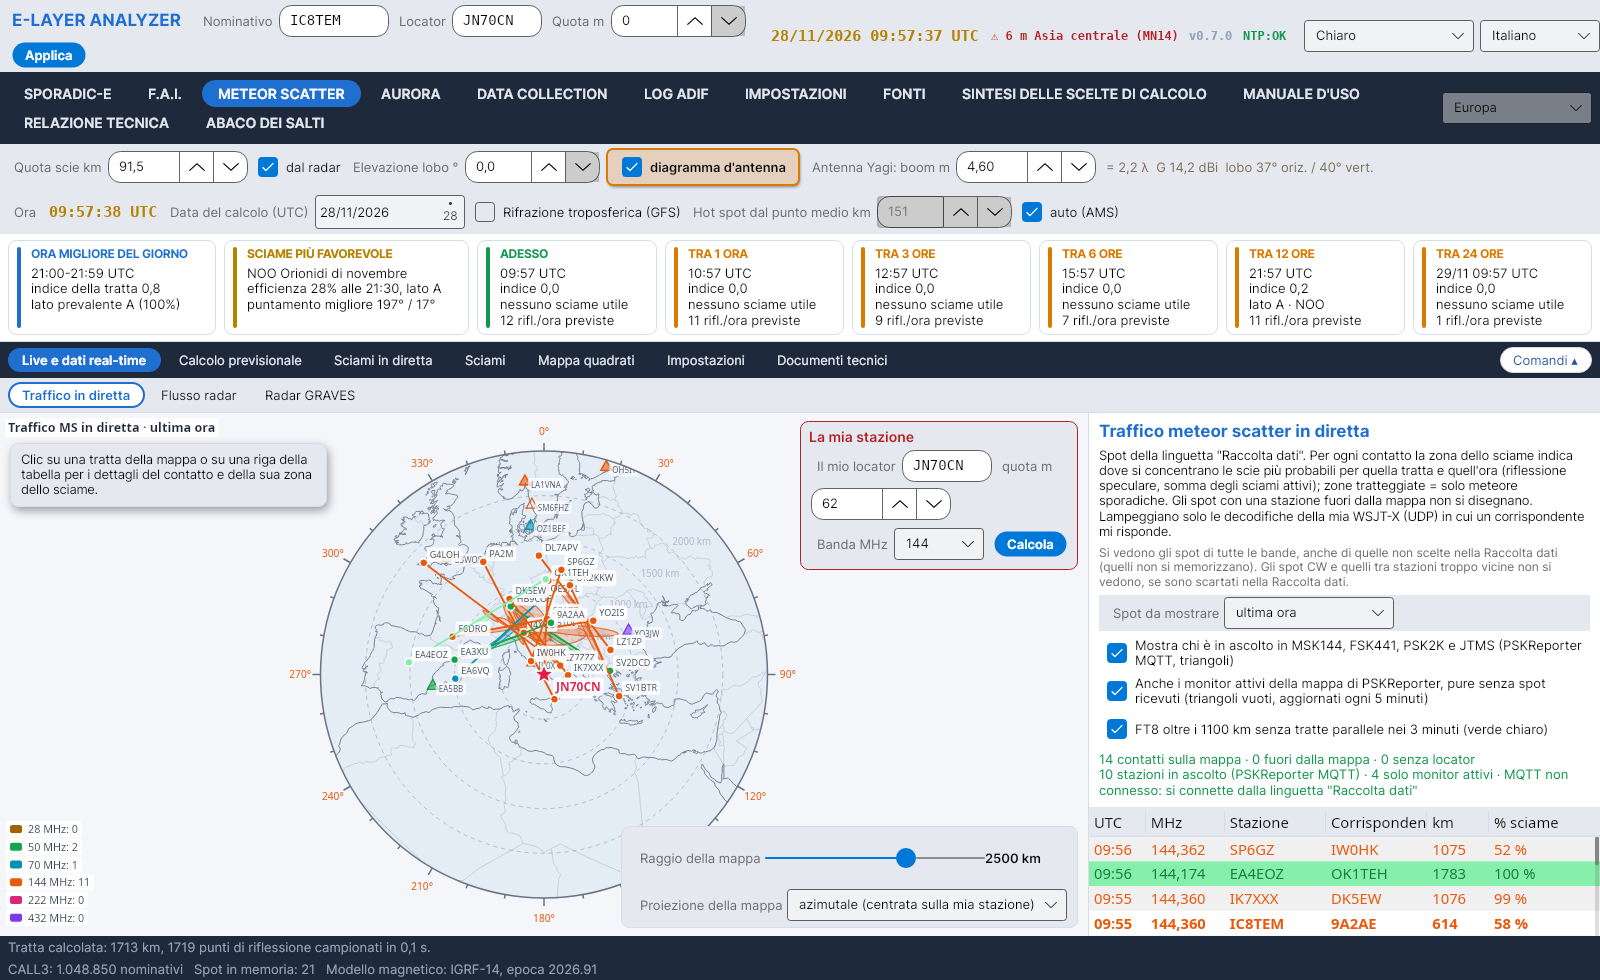 E-LAYER ANALYZER Nominativo IC8TEM Locator JN70CN Quota m 0
28/11/2026 09:57:37 UTC ⚠ 6 m Asia centrale (MN14) v0.7.0 NTP:OK Chiaro Italiano
Applica
SPORADIC-E F.A.I. METEOR SCATTER AURORA DATA COLLECTION LOG ADIF IMPOSTAZIONI FONTI SINTESI DELLE SCELTE DI CALCOLO MANUALE D'USO
RELAZIONE TECNICA ABACO DEI SALTI
Europa
Quota scie km 91,5 dal radar Elevazione lobo ° 0,0 diagramma d'antenna Antenna Yagi: boom m 4,60 = 2,2 λ G 14,2 dBi lobo 37° oriz. / 40° vert.
Ora 09:57:38 UTC Data del calcolo (UTC) 28/11/2026 28 Rifrazione troposferica (GFS) Hot spot dal punto medio km 151 auto (AMS)
ORA MIGLIORE DEL GIORNO
21:00-21:59 UTC
indice della tratta 0,8
lato prevalente A (100%)
SCIAME PIÙ FAVOREVOLE
NOO Orionidi di novembre
efficienza 28% alle 21:30, lato A
puntamento migliore 197° / 17°
ADESSO
09:57 UTC
indice 0,0
nessuno sciame utile
12 rifl./ora previste
TRA 1 ORA
10:57 UTC
indice 0,0
nessuno sciame utile
11 rifl./ora previste
TRA 3 ORE
12:57 UTC
indice 0,0
nessuno sciame utile
9 rifl./ora previste
TRA 6 ORE
15:57 UTC
indice 0,0
nessuno sciame utile
7 rifl./ora previste
TRA 12 ORE
21:57 UTC
indice 0,2
lato A · NOO
11 rifl./ora previste
TRA 24 ORE
29/11 09:57 UTC
indice 0,0
nessuno sciame utile
1 rifl./ora previste
Live e dati real-time Calcolo previsionale Sciami in diretta Sciami Mappa quadrati Impostazioni Documenti tecnici Comandi ▴
Traffico in diretta Flusso radar Radar GRAVES
Traffico MS in diretta · ultima ora
Clic su una tratta della mappa o su una riga della
tabella per i dettagli del contatto e della sua zona
dello sciame.
0°
330° 30°
300° 60°
270° 90°
240° 120°
210°
180°
2000 km
1500 km
1000 km
LA1VNA
SM6FHZ
OZ1BFF
DL7APV
G4LOH
PA2M
SP6GZ
OK1TEH
DK5EW
9A2AA
YO2IS
LZ1ZP
EA4EOZ
EA3XU
IW0HK
SV2DCD
EA6VQ
IK7XXX
EA5BB
JN70CN
SV1BTR
La mia stazione
Il mio locator JN70CN quota m
62
Banda MHz 144 Calcola
28 MHz: 0
50 MHz: 2
70 MHz: 1
144 MHz: 11
222 MHz: 0
432 MHz: 0
Raggio della mappa 2500 km
Proiezione della mappa azimutale (centrata sulla mia stazione)
Traffico meteor scatter in diretta
Spot della linguetta "Raccolta dati". Per ogni contatto la zona dello sciame indica
dove si concentrano le scie più probabili per quella tratta e quell'ora (riflessione
speculare, somma degli sciami attivi); zone tratteggiate = solo meteore
sporadiche. Gli spot con una stazione fuori dalla mappa non si disegnano.
Lampeggiano solo le decodifiche della mia WSJT-X (UDP) in cui un corrispondente
mi risponde.
Si vedono gli spot di tutte le bande, anche di quelle non scelte nella Raccolta dati
(quelli non si memorizzano). Gli spot CW e quelli tra stazioni troppo vicine non si
vedono, se sono scartati nella Raccolta dati.
Spot da mostrare ultima ora
Mostra chi è in ascolto in MSK144, FSK441, PSK2K e JTMS (PSKReporter
MQTT, triangoli)
Anche i monitor attivi della mappa di PSKReporter, pure senza spot
ricevuti (triangoli vuoti, aggiornati ogni 5 minuti)
FT8 oltre i 1100 km senza tratte parallele nei 3 minuti (verde chiaro)
14 contatti sulla mappa · 0 fuori dalla mappa · 0 senza locator
10 stazioni in ascolto (PSKReporter MQTT) · 4 solo monitor attivi · MQTT non
connesso: si connette dalla linguetta "Raccolta dati"
UTC MHz Stazione Corrisponden km % sciame
09:56 144,362 SP6GZ IW0HK 1075 52 %
09:56 144,174 EA4EOZ OK1TEH 1783 100 %
09:55 144,360 IK7XXX DK5EW 1076 99 %
09:55 144,360 IC8TEM 9A2AE 614 58 %
Tratta calcolata: 1713 km, 1719 punti di riflessione campionati in 0,1 s.
CALL3: 1.048.850 nominativi Spot in memoria: 21 Modello magnetico: IGRF-14, epoca 2026.91